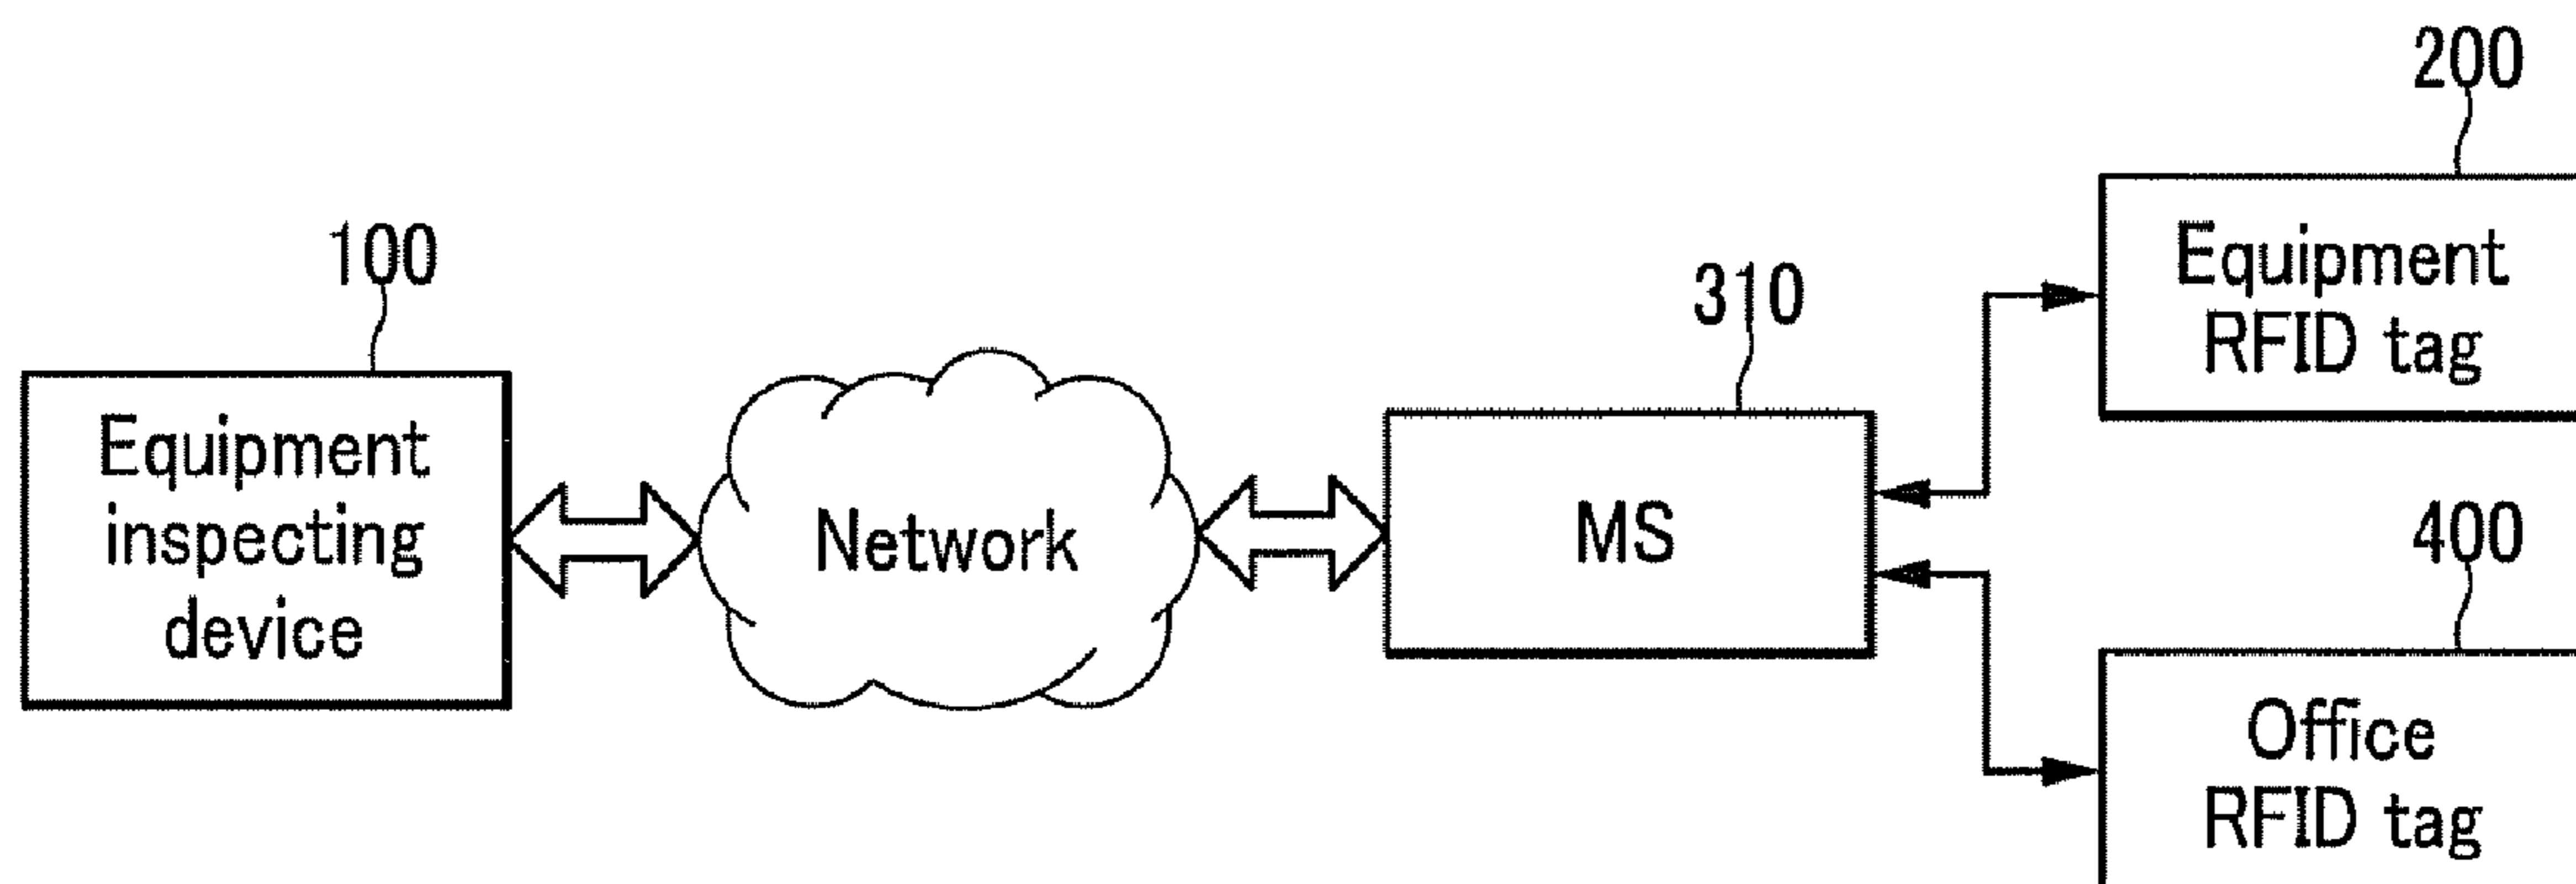 200
Equipment
RFID tag
100
310
Equipment
inspecting
device
Network
MS
400
Office
RFID tag